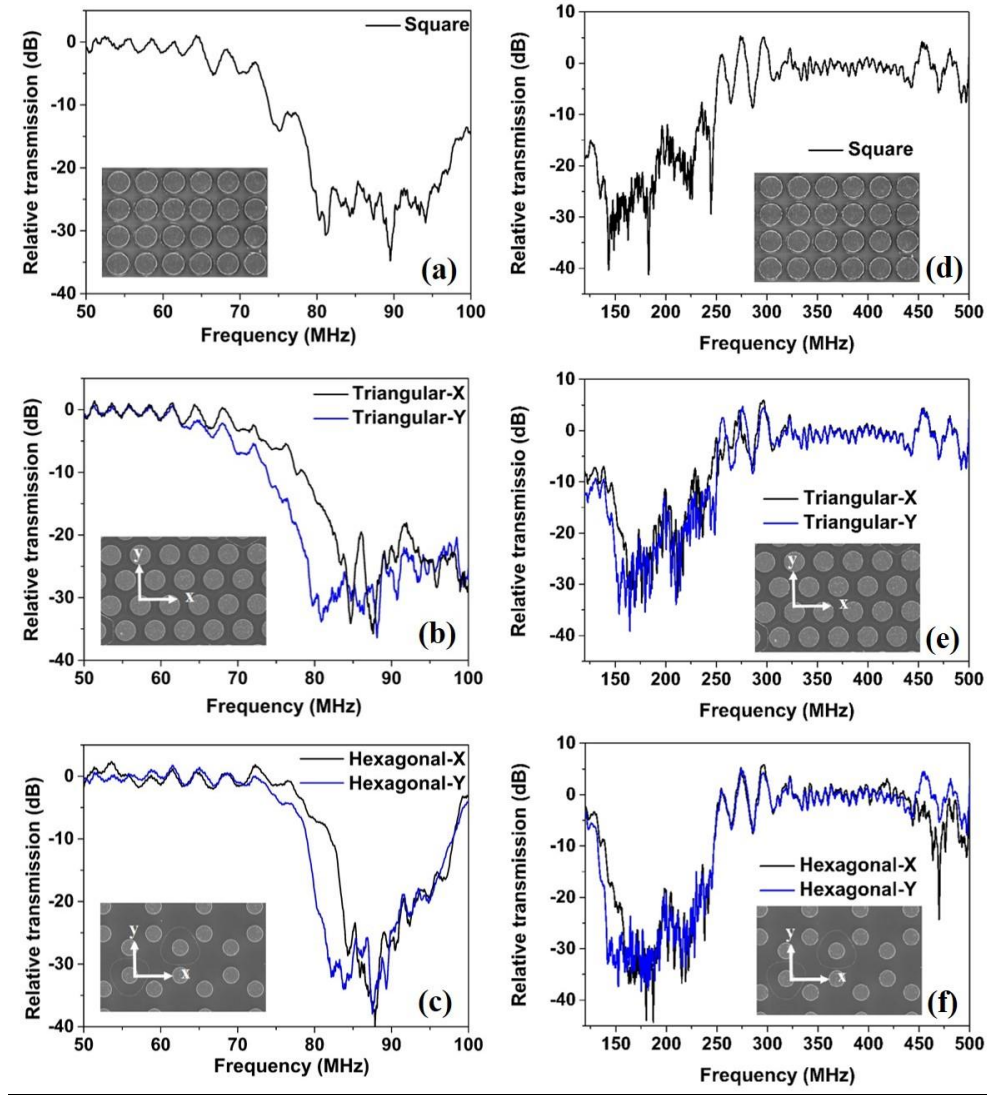 Relative transmission (dB)
0
-10
-20
-30
-40
Square
(a)
50 60 70 80 90 100
Frequency (MHz)
Relative transmission (dB)
10
0
-10
-20
-30
-40
Square
(d)
150 200 250 300 350 400 450 500
Frequency (MHz)
Relative transmission (dB)
0
-10
-20
-30
-40
Triangular-X
Triangular-Y
y
x
(b)
50 60 70 80 90 100
Frequency (MHz)
Relative transmissio (dB)
10
0
-10
-20
-30
-40
Triangular-X
Triangular-Y
y
x
(e)
150 200 250 300 350 400 450 500
Frequency (MHz)
Relative transmission (dB)
0
-10
-20
-30
-40
Hexagonal-X
Hexagonal-Y
y
x
(c)
50 60 70 80 90 100
Frequency (MHz)
Relative transmission (dB)
10
0
-10
-20
-30
-40
Hexagonal-X
Hexagonal-Y
y
x
(f)
150 200 250 300 350 400 450 500
Frequency (MHz)